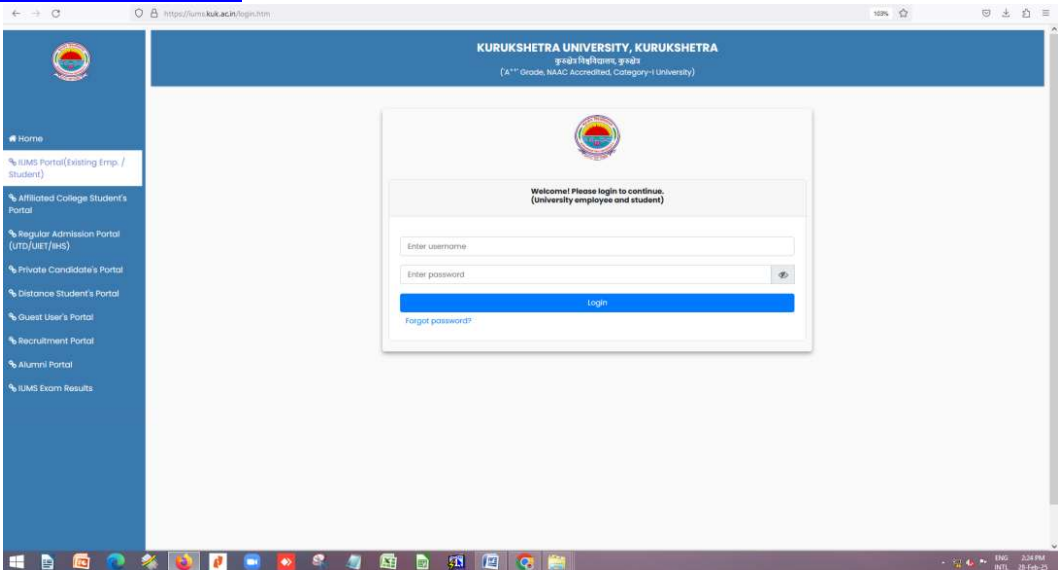 https://iums.kuk.ac.in/login.htm
103%
KURUKSHETRA UNIVERSITY, KURUKSHETRA
कुरुक्षेत्र विश्वविद्यालय, कुरुक्षेत्र
('A++' Grade, NAAC Accredited, Category-I University)
Home
IUMS Portal(Existing Emp. /
Student)
Affiliated College Student's
Portal
Regular Admission Portal
(UTD/UIET/IIHS)
Private Candidate's Portal
Distance Student's Portal
Guest User's Portal
Recruitment Portal
Alumni Portal
IUMS Exam Results
Welcome! Please login to continue.
(University employee and student)
Enter username
Enter password
Login
Forgot password?
ENG
INTL
2:24 PM
28-Feb-25